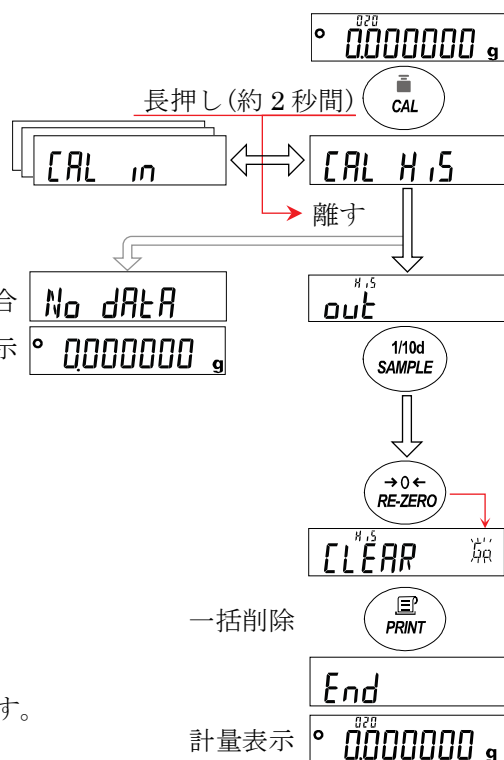 020
0.000000 g
長押し(約 2 秒間)
CAL
CAL in
CAL HiS
離す
合 No dAtA
HiS
out
示 0.000000 g
1/10d
SAMPLE
→0←
RE-ZERO
HiS
CLEAR Go
一括削除
PRINT
End
す。
020
計量表示 0.000000 g